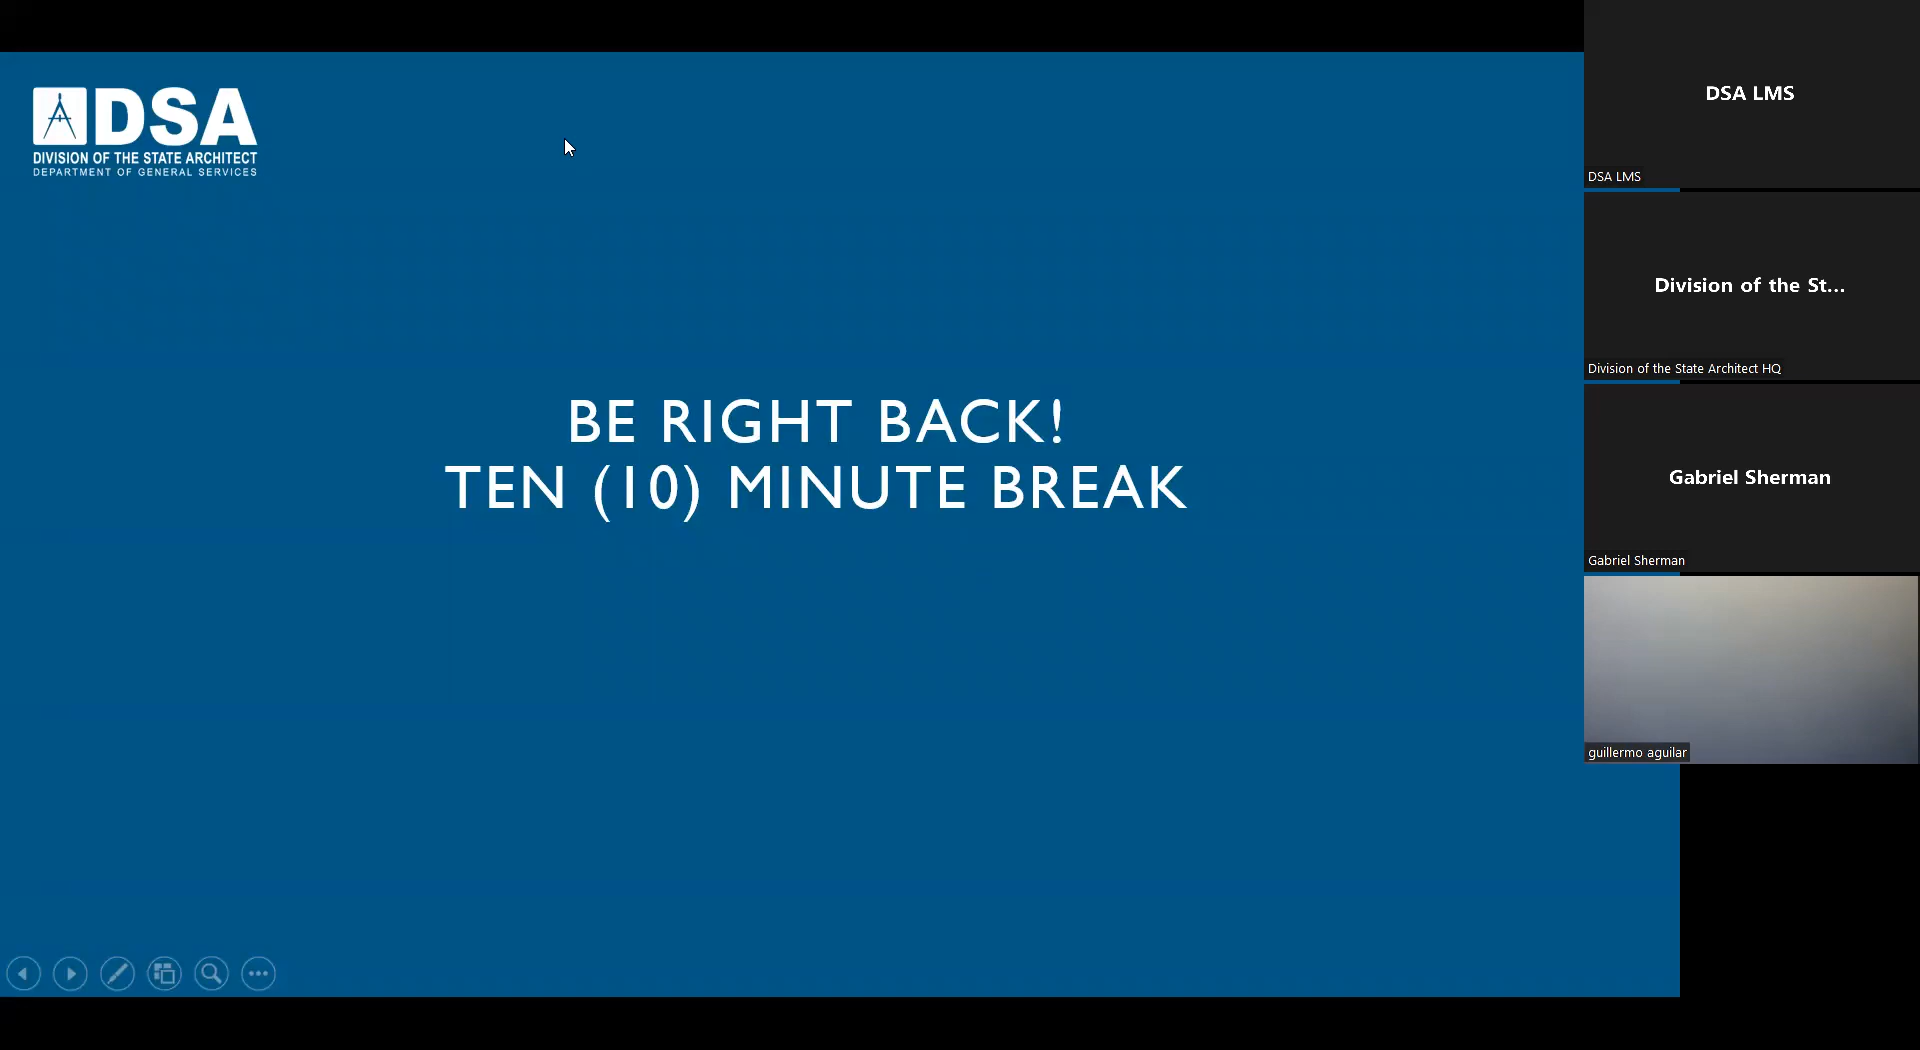 DSA
DIVISION OF THE STATE ARCHITECT
DEPARTMENT OF GENERAL SERVICES
BE RIGHT BACK!
TEN (10) MINUTE BREAK
DSA LMS
DSA LMS
Division of the St...
Division of the State Architect HQ
Gabriel Sherman
Gabriel Sherman
guillermo aguilar